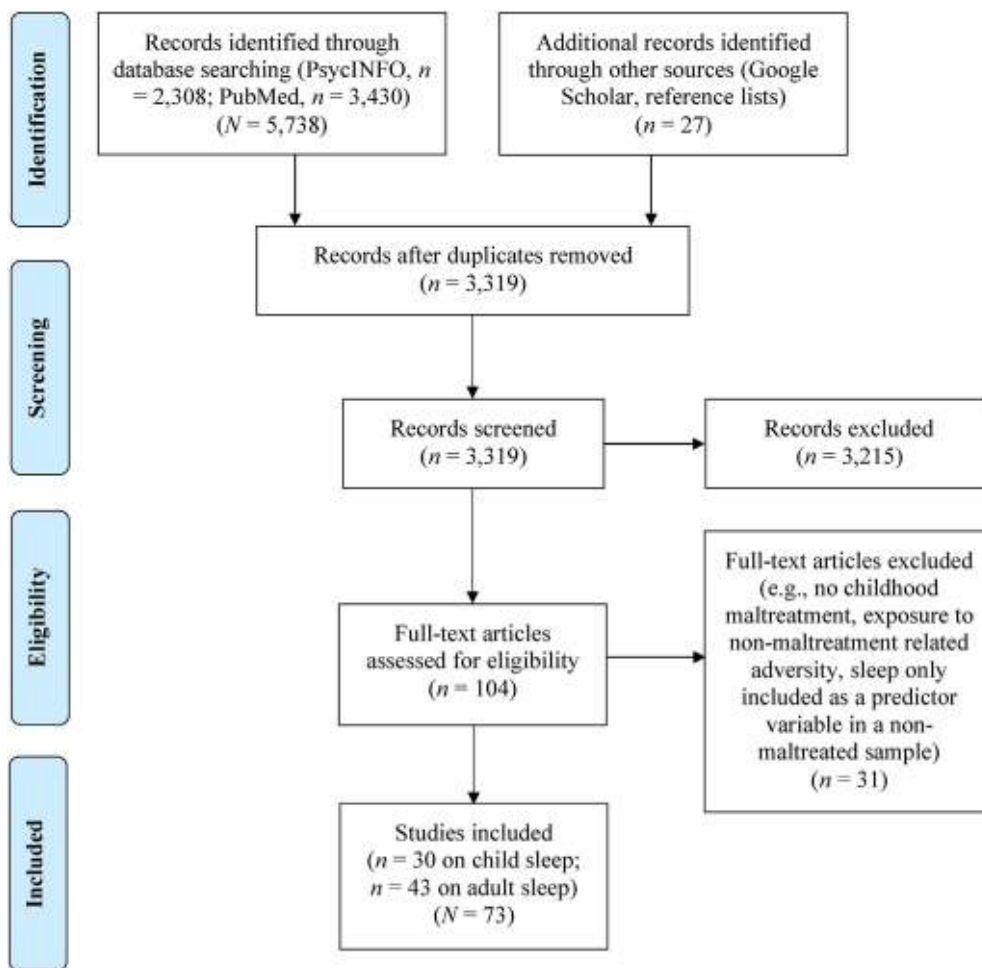 Identification
Records identified through
database searching (PsycINFO, n
= 2,308; PubMed, n = 3,430)
(N = 5,738)
Additional records identified
through other sources (Google
Scholar, reference lists)
(n = 27)
Records after duplicates removed
(n = 3,319)
Screening
Records screened
(n = 3,319)
Records excluded
(n = 3,215)
Eligibility
Full-text articles
assessed for eligibility
(n = 104)
Full-text articles excluded
(e.g., no childhood
maltreatment, exposure to
non-maltreatment related
adversity, sleep only
included as a predictor
variable in a non-
maltreated sample)
(n = 31)
Included
Studies included
(n = 30 on child sleep;
n = 43 on adult sleep)
(N = 73)